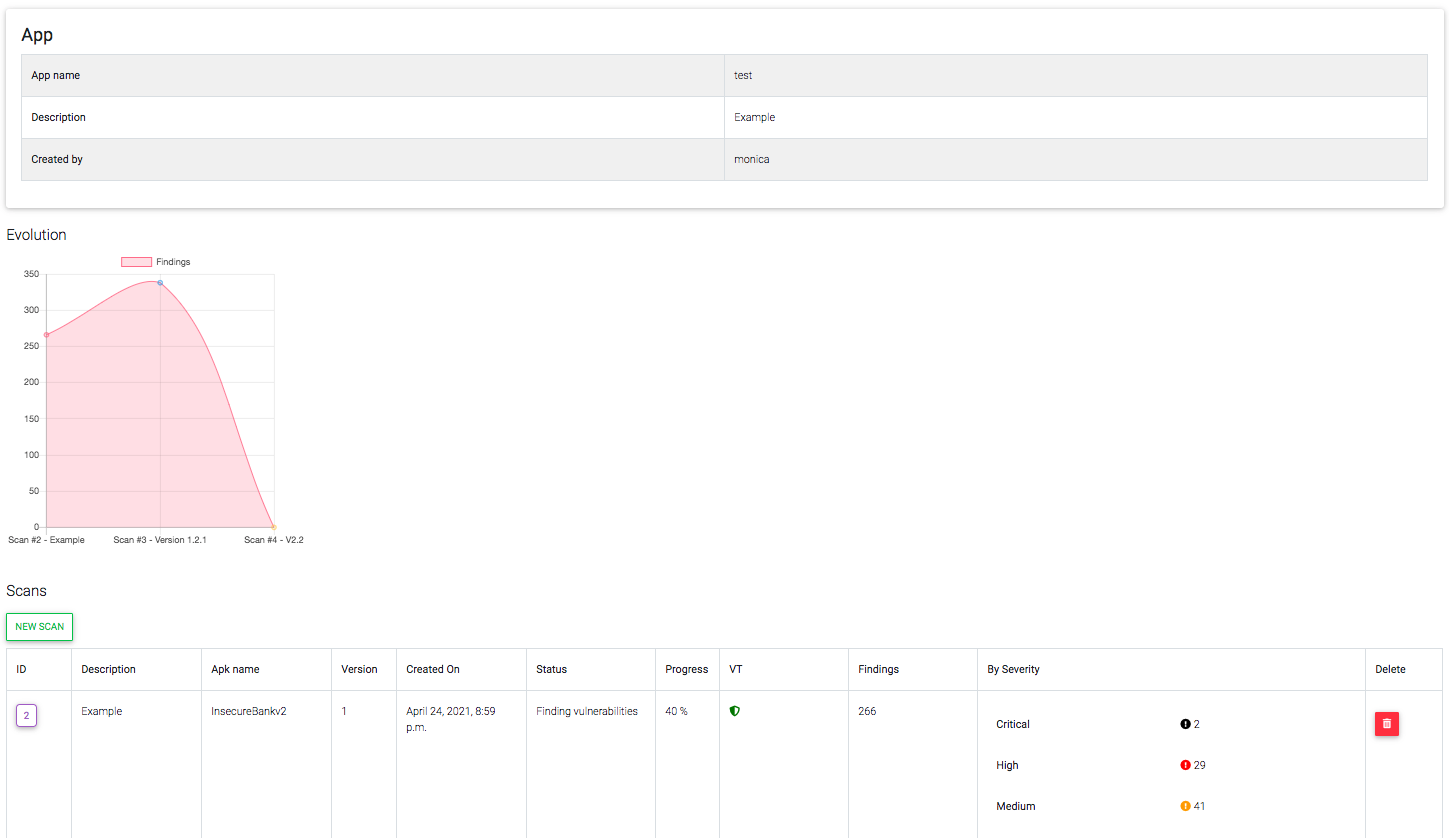 App
App name test
Description Example
Created by monica
Evolution
Findings
350
300
250
200
150
100
50
0
Scan #2 - Example Scan #3 - Version 1.2.1 Scan #4 - V2.2
Scans
NEW SCAN
ID Description Apk name Version Created On Status Progress VT Findings By Severity Delete
2 Example InsecureBankv2 1 April 24, 2021, 8:59 Finding vulnerabilities 40 % 266
p.m.
Critical 2
High 29
Medium 41